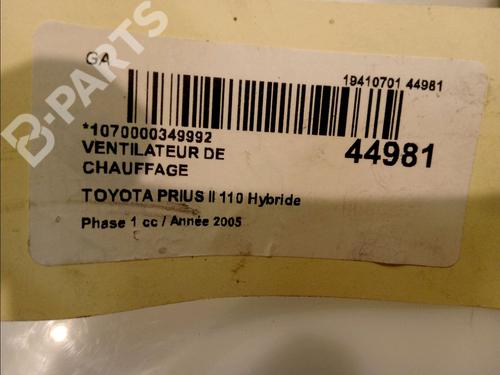 GA
19410701 44981
*1070000349992
44981
VENTILATEUR DE
CHAUFFAGE
TOYOTA PRIUS II 110 Hybride
Phase 1 cc / Année 2005
B-PARTS